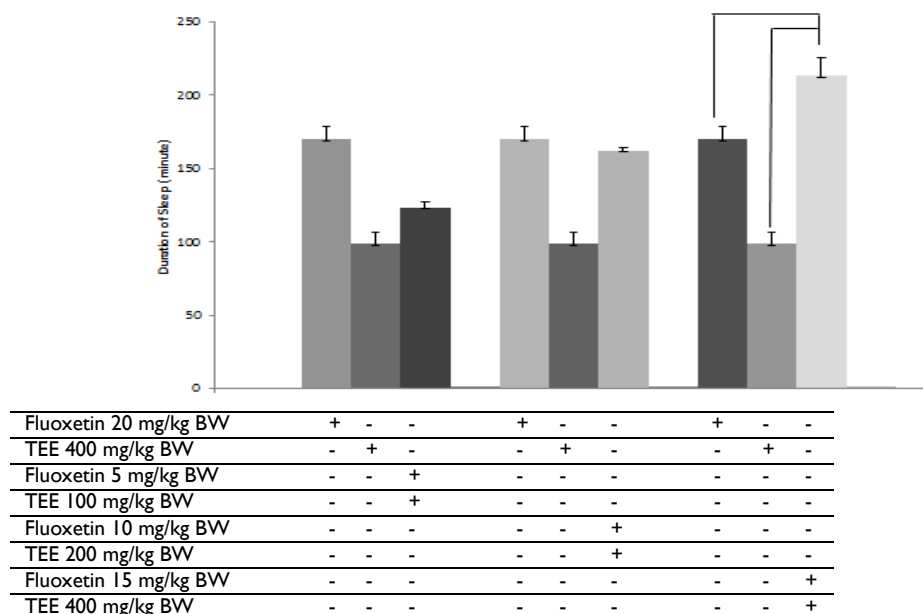 250
200
150
100
50
0
Duration of Sleep (minute)
Fluoxetin 20 mg/kg BW + - - + - - + - -
TEE 400 mg/kg BW - + - - + - - + -
Fluoxetin 5 mg/kg BW - - + - - - - - -
TEE 100 mg/kg BW - - + - - - - - -
Fluoxetin 10 mg/kg BW - - - - - + - - -
TEE 200 mg/kg BW - - - - - + - - -
Fluoxetin 15 mg/kg BW - - - - - - - - +
TEE 400 mg/kg BW - - - - - - - - +